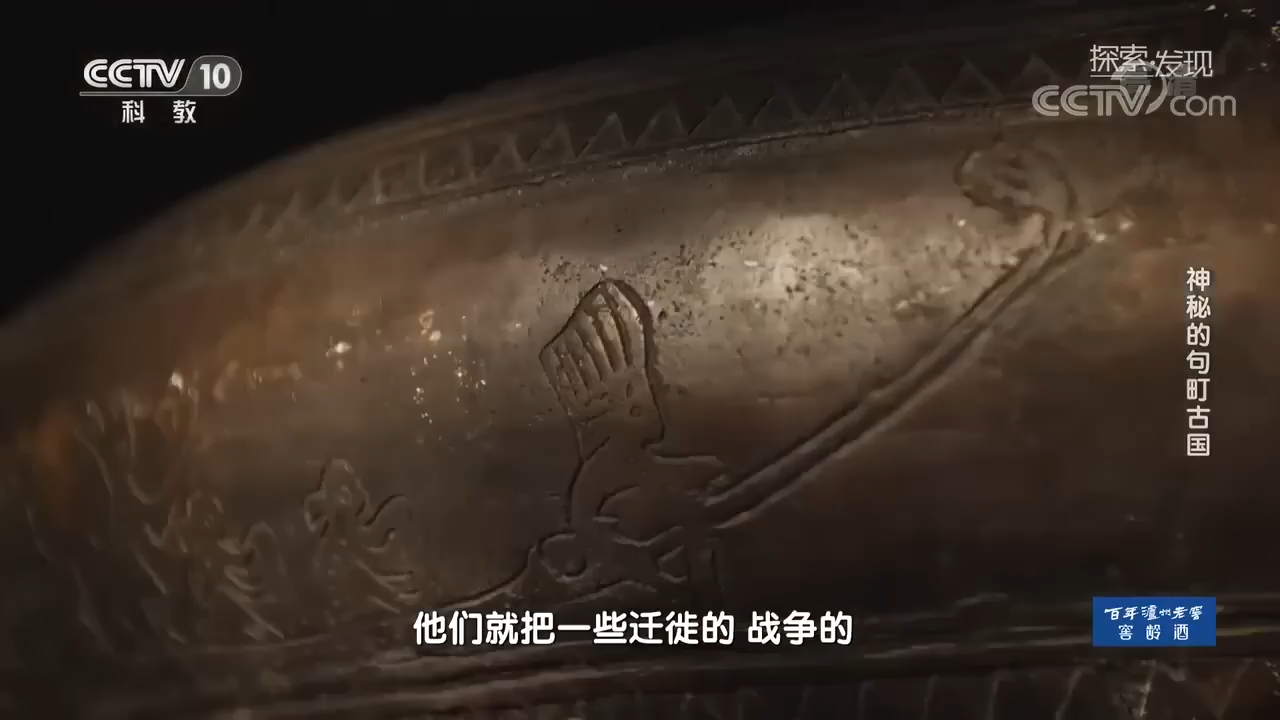 CCTV 10
科教
探索·发现
CCTV.com
神秘的句町古国
他们就把一些迁徙的 战争的
百年泸州老窖
窖龄酒